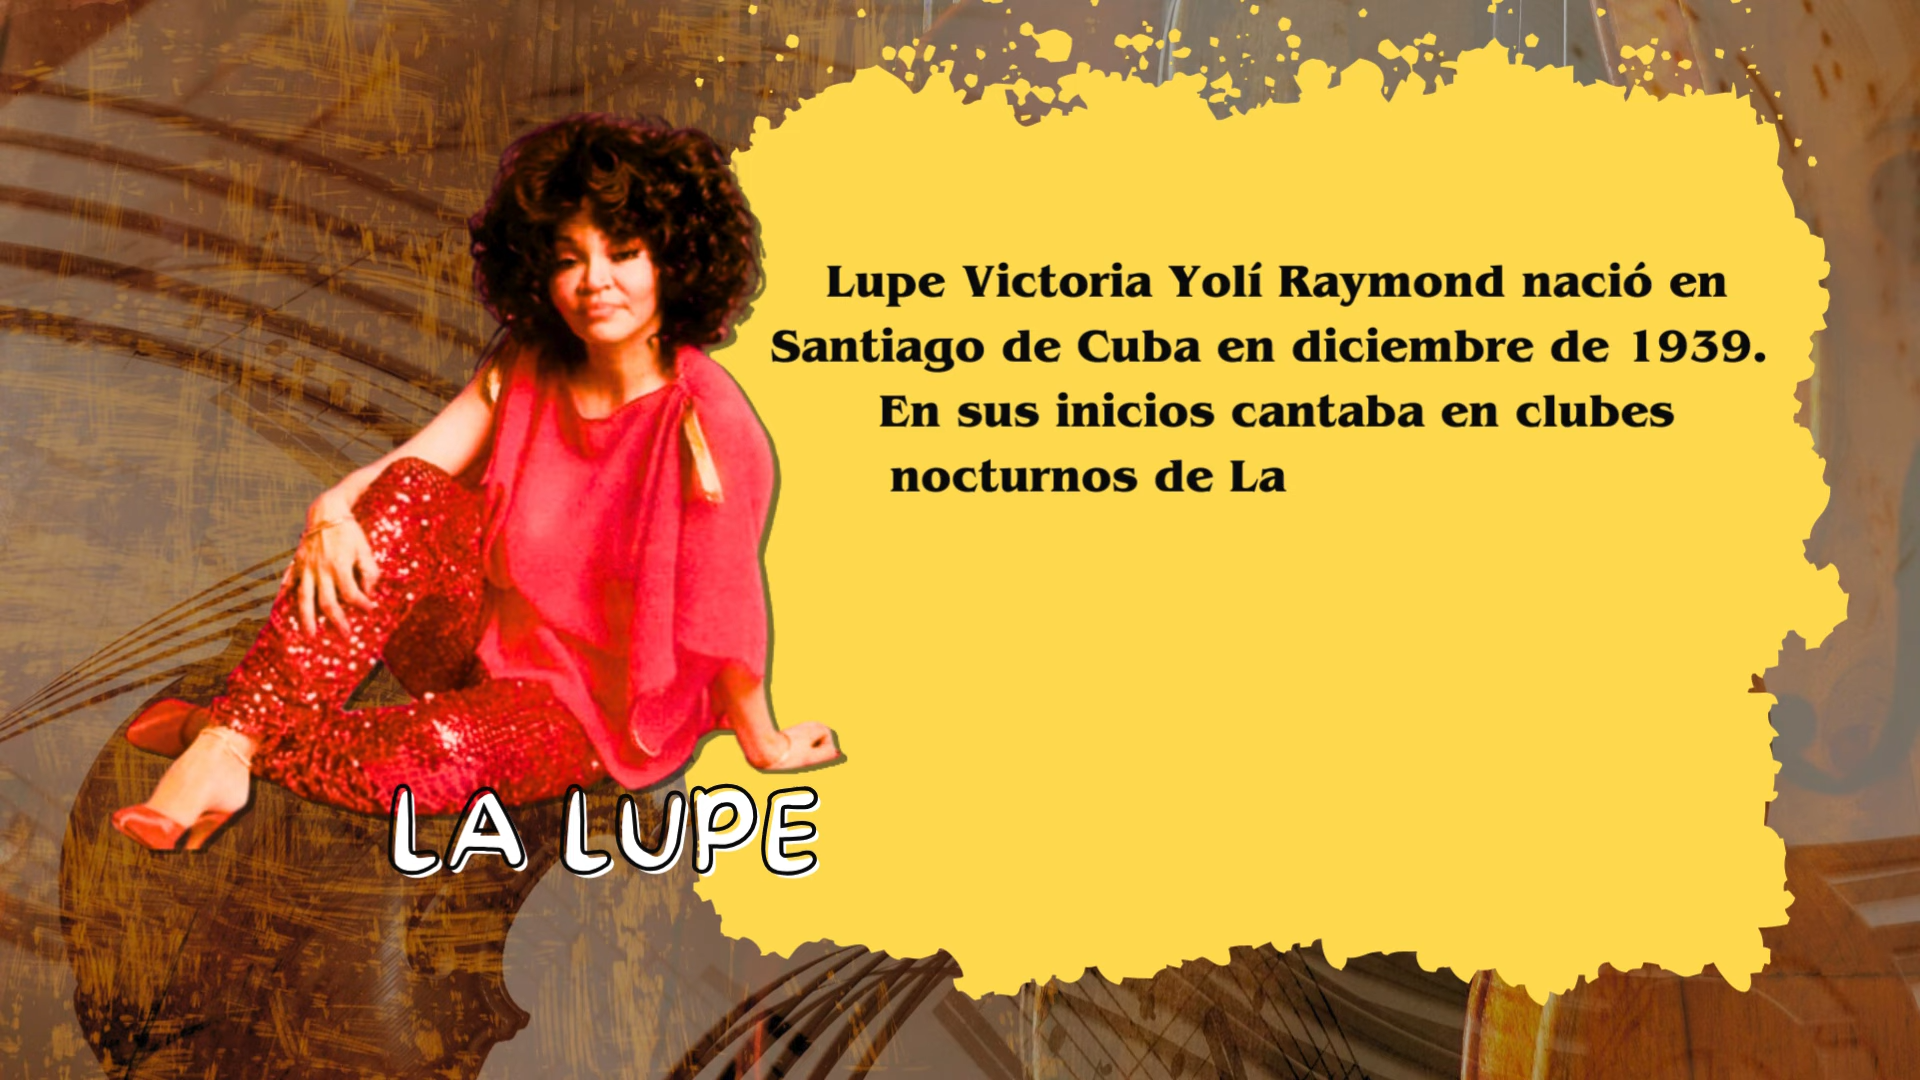 Lupe Victoria Yolí Raymond nació en
Santiago de Cuba en diciembre de 1939.
En sus inicios cantaba en clubes
nocturnos de La
LA LUPE